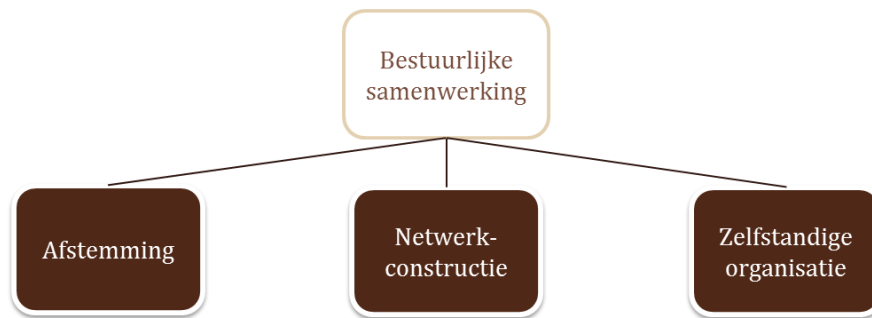 Bestuurlijke
samenwerking
Afstemming
Netwerk-
constructie
Zelfstandige
organisatie